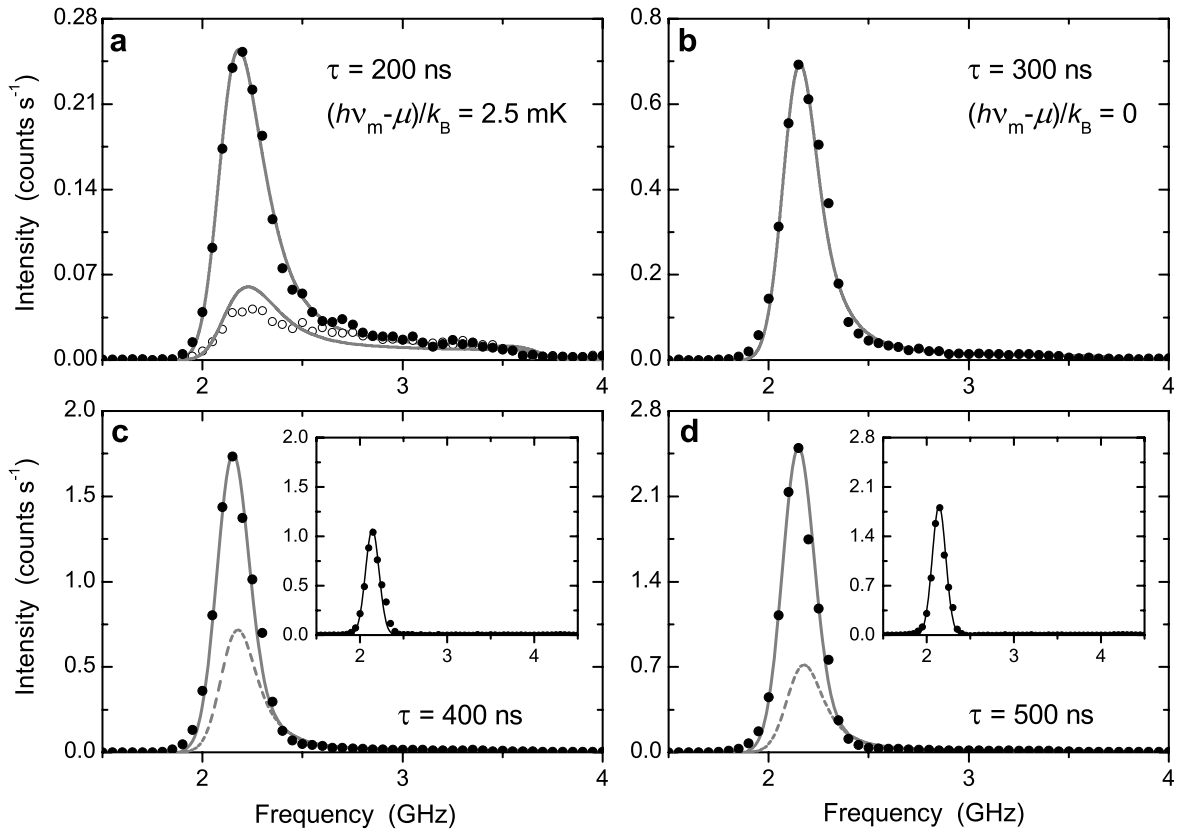 a
τ = 200 ns
(hν_m-μ)/k_B = 2.5 mK
Intensity (counts s⁻¹)
0.28
0.21
0.14
0.07
0.00
2 3 4
b
τ = 300 ns
(hν_m-μ)/k_B = 0
0.8
0.6
0.4
0.2
0.0
2 3 4
c
τ = 400 ns
Intensity (counts s⁻¹)
2.0
1.5
1.0
0.5
0.0
2 3 4
Frequency (GHz)
2.0
1.5
1.0
0.5
0.0
2 3 4
d
τ = 500 ns
2.8
2.1
1.4
0.7
0.0
2 3 4
Frequency (GHz)
2.8
2.1
1.4
0.7
0.0
2 3 4